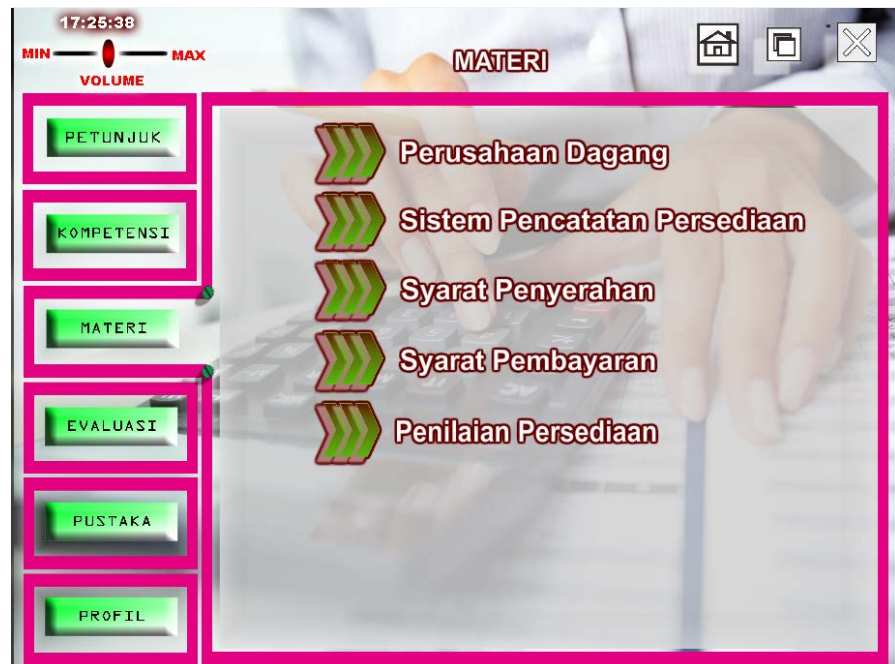 17:25:38
MIN MAX
VOLUME
MATERI
PETUNJUK
KOMPETENSI
MATERI
EVALUASI
PUSTAKA
PROFIL
Perusahaan Dagang
Sistem Pencatatan Persediaan
Syarat Penyerahan
Syarat Pembayaran
Penilaian Persediaan